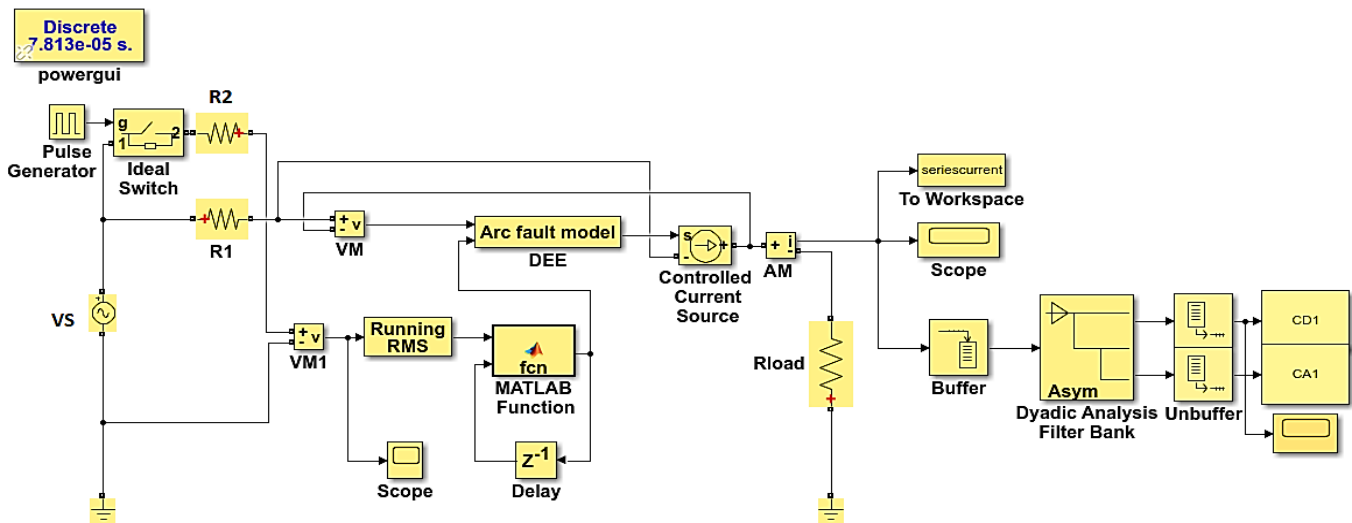 Discrete
7.813e-05 s.
powergui
R2
g
1
2
Pulse
Generator
Ideal
Switch
R1
+
-
v
VM
Arc fault model
DEE
s
-
+
Controlled
Current
Source
+
i
-
AM
seriescurrent
To Workspace
Scope
VS
+
-
v
VM1
Running
RMS
fcn
MATLAB
Function
Rload
Buffer
Asym
Dyadic Analysis
Filter Bank
Unbuffer
CD1
CA1
Scope
Z-1
Delay